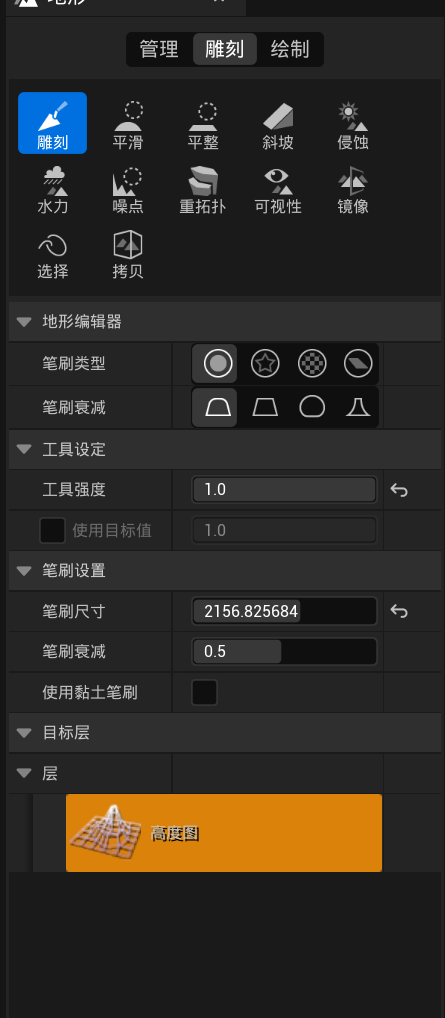 地形
管理 雕刻 绘制
雕刻 平滑 平整 斜坡 侵蚀
水力 噪点 重拓扑 可视性 镜像
选择 拷贝
地形编辑器
笔刷类型
笔刷衰减
工具设定
工具强度 1.0
使用目标值 1.0
笔刷设置
笔刷尺寸 2156.825684
笔刷衰减 0.5
使用黏土笔刷
目标层
层
高度图